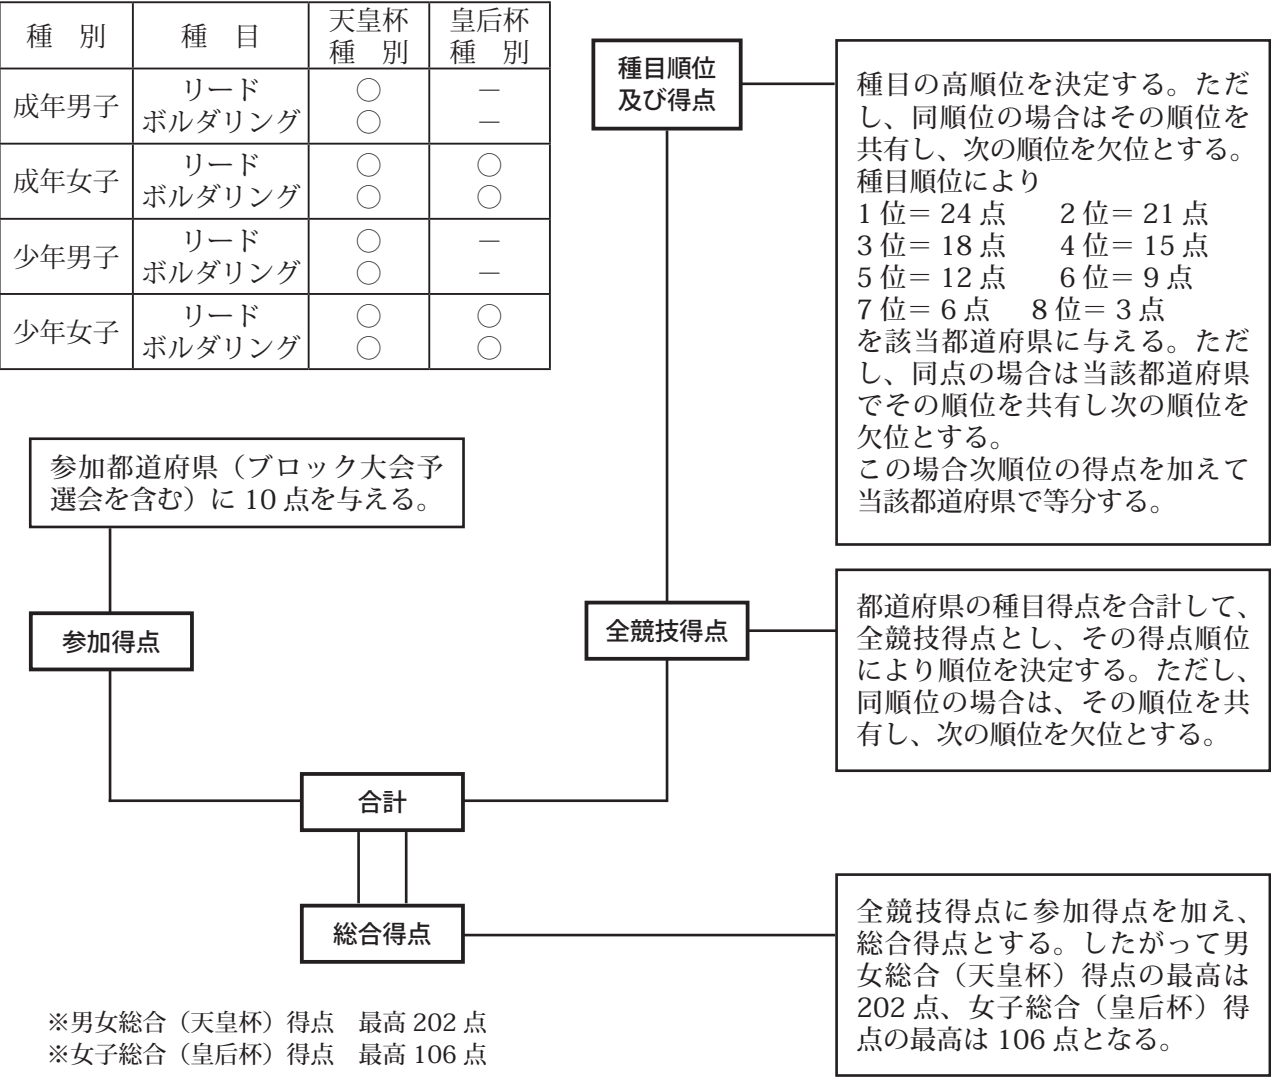 種　別
種　目
天皇杯
種　別
皇后杯
種　別
成年男子
リード
ボルダリング
○
○
－
－
成年女子
リード
ボルダリング
○
○
○
○
少年男子
リード
ボルダリング
○
○
－
－
少年女子
リード
ボルダリング
○
○
○
○
種目順位
及び得点
種目の高順位を決定する。ただ
し、同順位の場合はその順位を
共有し、次の順位を欠位とする。
種目順位により
1 位＝ 24 点　　2 位＝ 21 点
3 位＝ 18 点　　4 位＝ 15 点
5 位＝ 12 点　　6 位＝ 9 点
7 位＝ 6 点　 8 位＝ 3 点
を該当都道府県に与える。ただ
し、同点の場合は当該都道府県
でその順位を共有し次の順位を
欠位とする。
この場合次順位の得点を加えて
当該都道府県で等分する。
参加都道府県（ブロック大会予
選会を含む）に 10 点を与える。
参加得点
全競技得点
都道府県の種目得点を合計して、
全競技得点とし、その得点順位
により順位を決定する。ただし、
同順位の場合は、その順位を共
有し、次の順位を欠位とする。
合計
総合得点
全競技得点に参加得点を加え、
総合得点とする。したがって男
女総合（天皇杯）得点の最高は
202 点、女子総合（皇后杯）得
点の最高は 106 点となる。
※男女総合（天皇杯）得点　最高 202 点
※女子総合（皇后杯）得点　最高 106 点